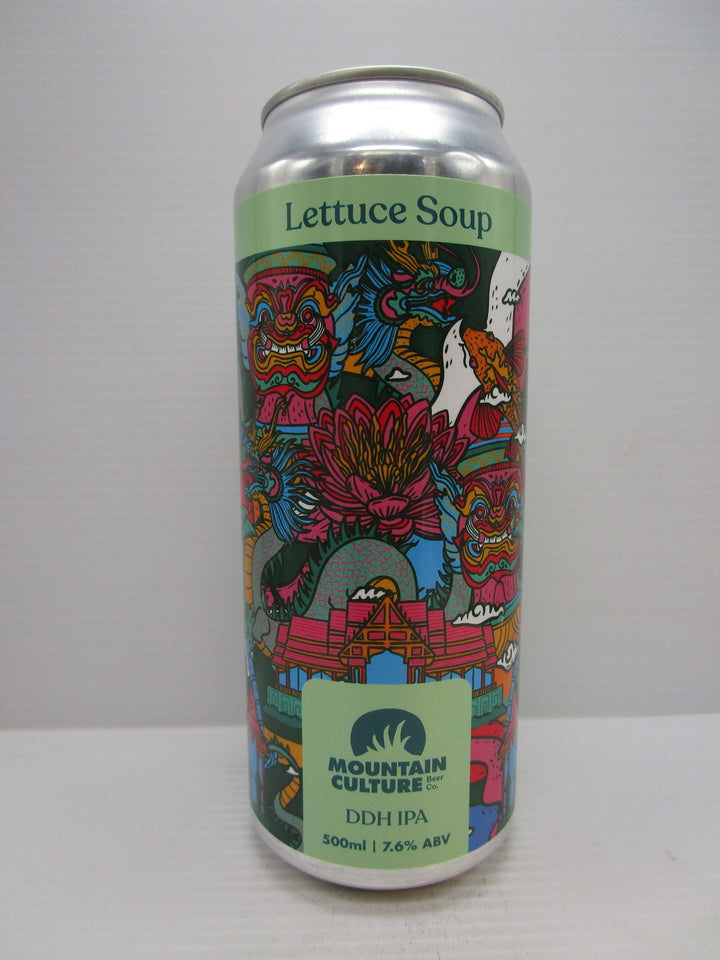 Lettuce Soup
MOUNTAIN
CULTURE Beer
Co.
DDH IPA
500ml | 7.6% ABV